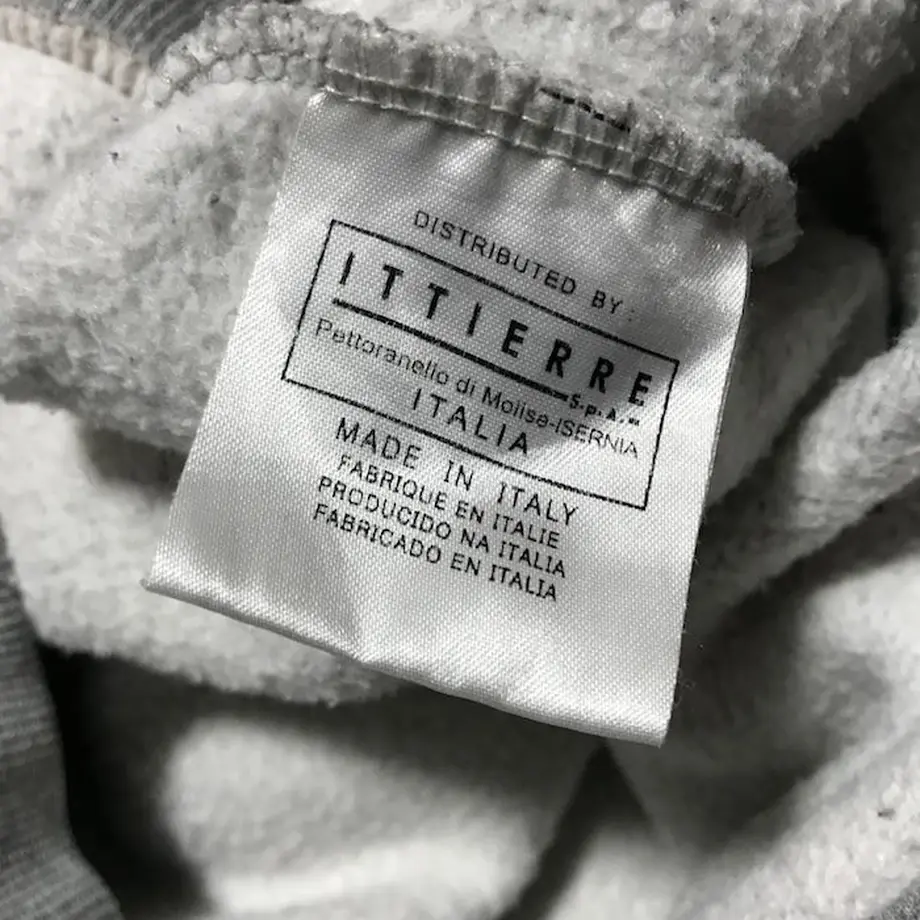 DISTRIBUTED BY:
ITTIERRE
S.p.A.
Pettoranello di Molise-ISERNIA
ITALIA
MADE IN ITALY
FABRIQUE EN ITALIE
PRODUCIDO NA ITALIA
FABRICADO EN ITALIA